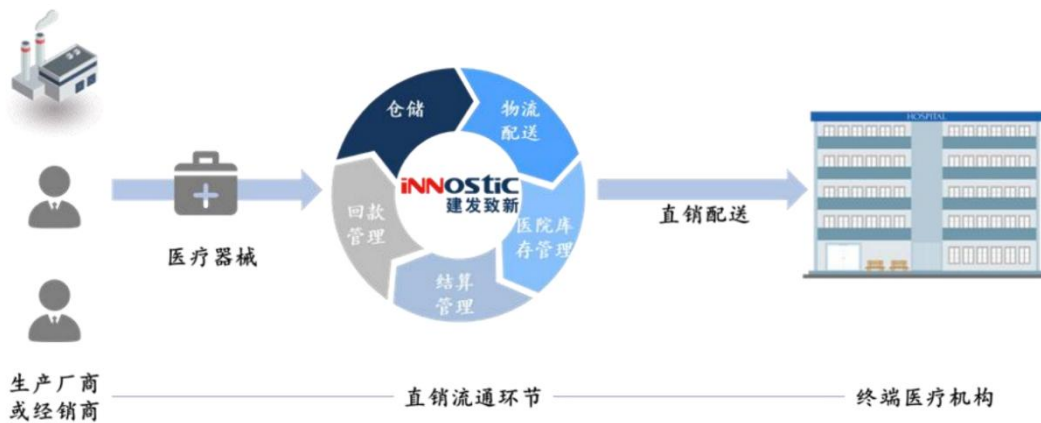 HOSPITAL
仓储
物流
配送
iNNOSTiC
建发致新
回款
管理
医院库
存管理
结算
管理
医疗器械
直销配送
生产厂商
或经销商
直销流通环节
终端医疗机构